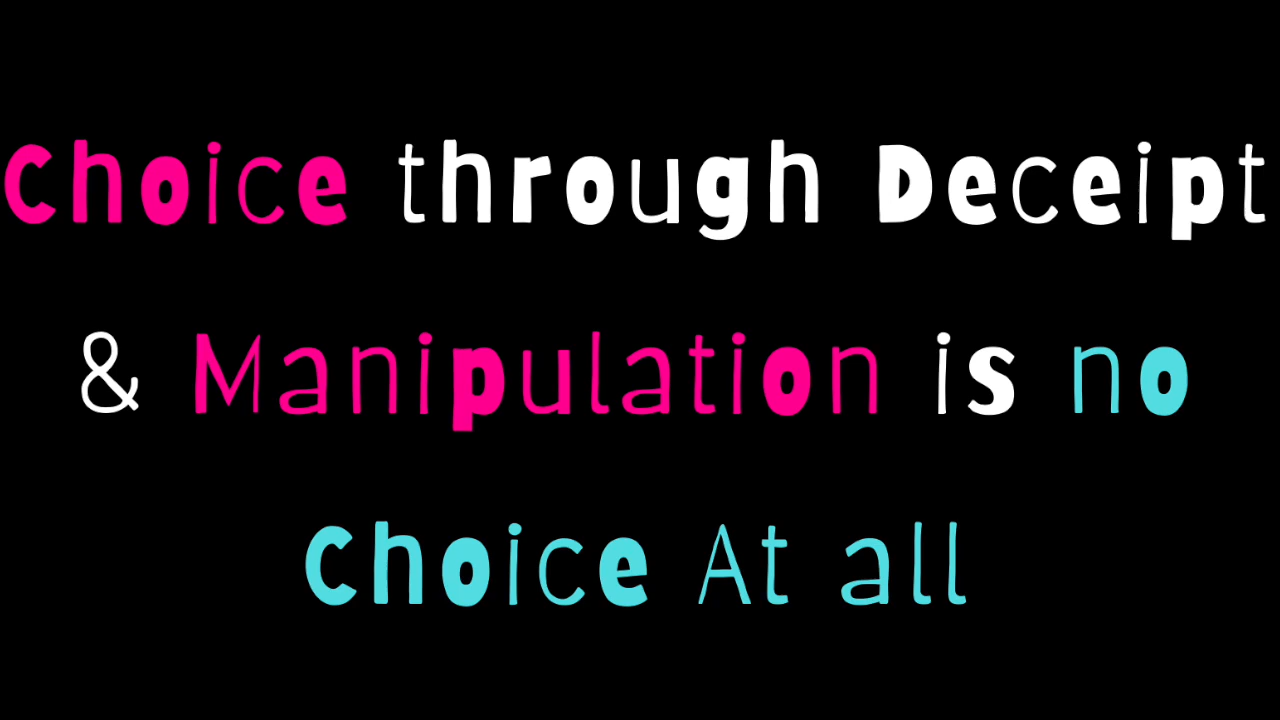 Choice through Deceipt
& Manipulation is no
Choice At all